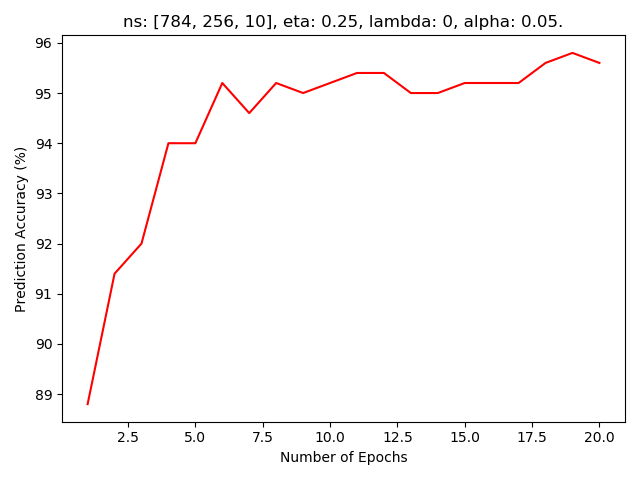 ns: [784, 256, 10], eta: 0.25, lambda: 0, alpha: 0.05.
Prediction Accuracy (%)
96
95
94
93
92
91
90
89
2.5 5.0 7.5 10.0 12.5 15.0 17.5 20.0
Number of Epochs